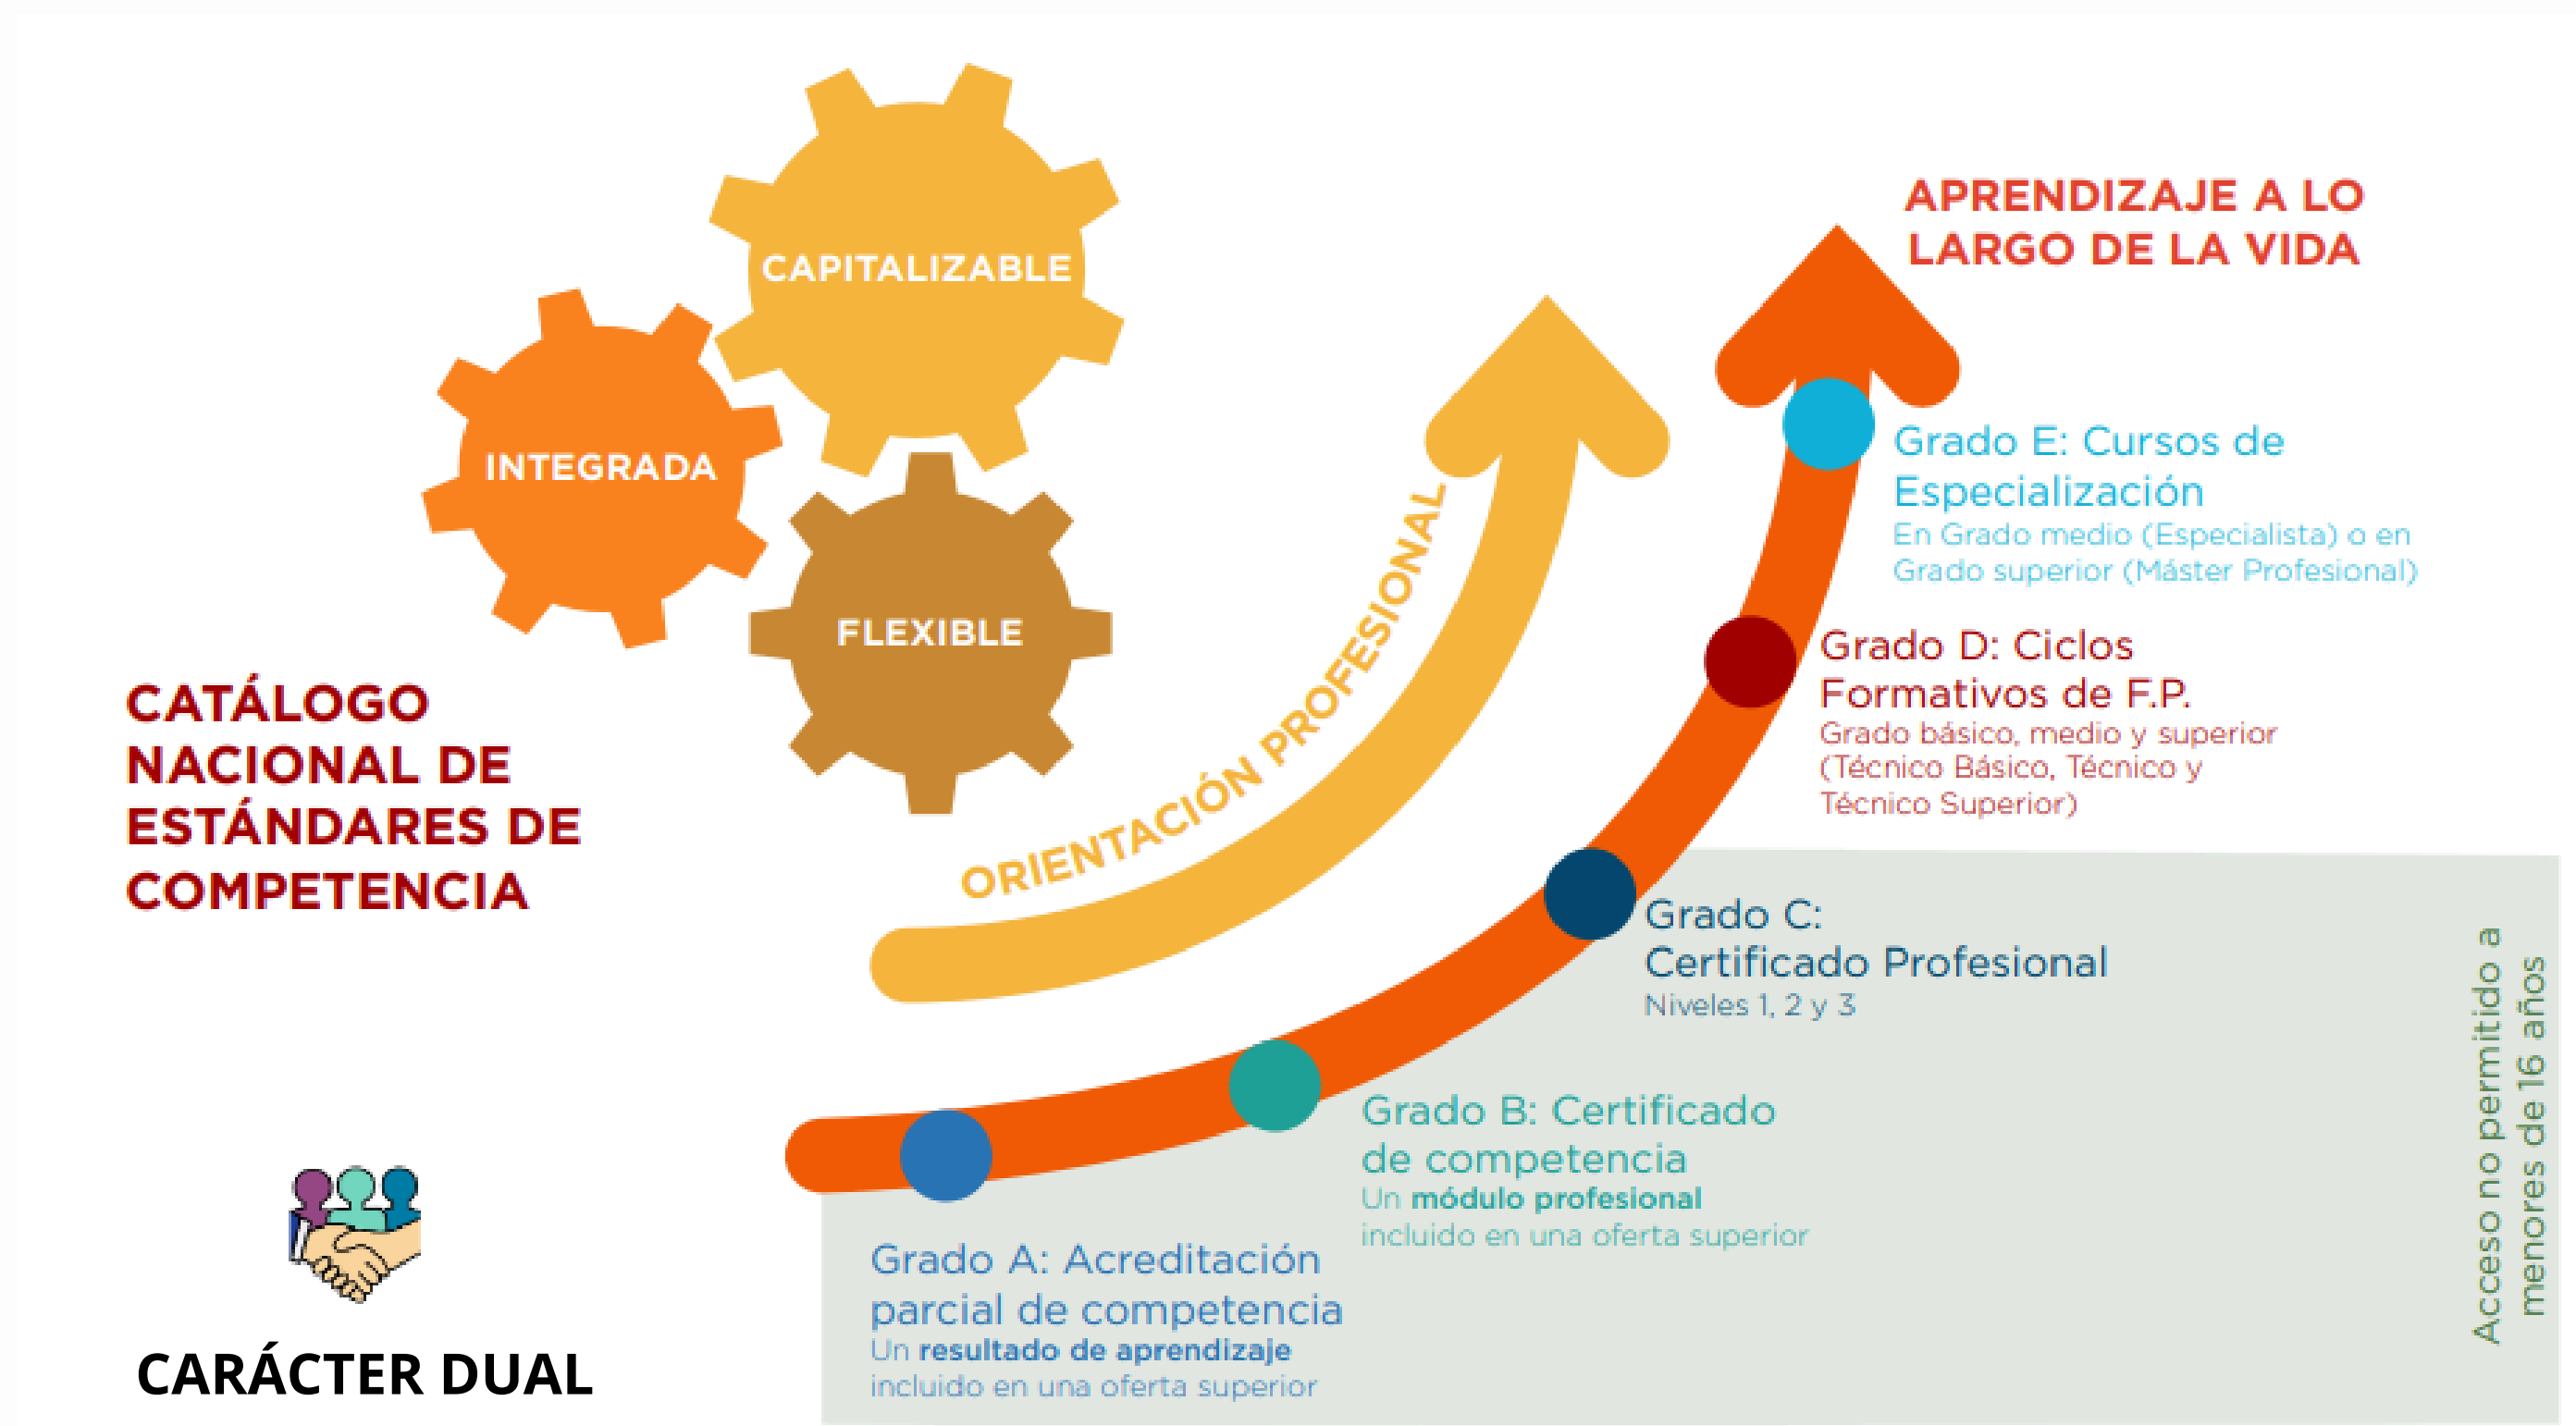 CAPITALIZABLE
INTEGRADA
FLEXIBLE
CATÁLOGO
NACIONAL DE
ESTÁNDARES DE
COMPETENCIA
CARÁCTER DUAL
ORIENTACIÓN PROFESIONAL
APRENDIZAJE A LO
LARGO DE LA VIDA
Grado E: Cursos de
Especialización
En Grado medio (Especialista) o en
Grado superior (Máster Profesional)
Grado D: Ciclos
Formativos de F.P.
Grado básico, medio y superior
(Técnico Básico, Técnico y
Técnico Superior)
Grado C:
Certificado Profesional
Niveles 1, 2 y 3
Grado B: Certificado
de competencia
Un módulo profesional
incluido en una oferta superior
Grado A: Acreditación
parcial de competencia
Un resultado de aprendizaje
incluido en una oferta superior
Acceso no permitido a
menores de 16 años